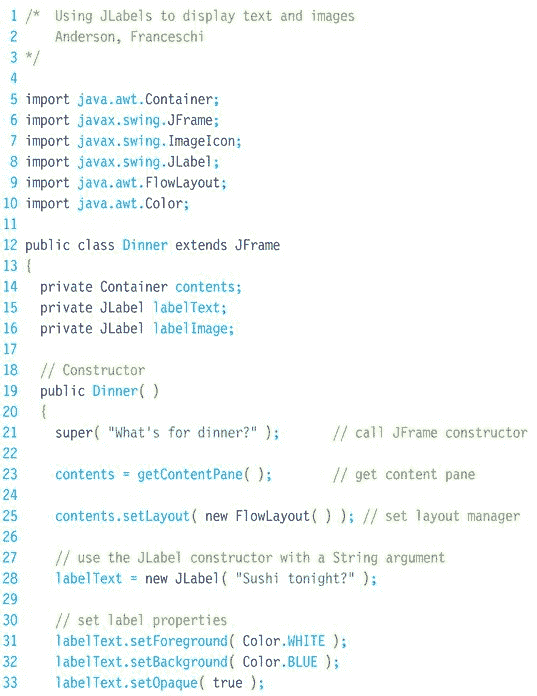 1 /*  Using JLabels to display text and images
2     Anderson, Franceschi
3 */
4
5 import java.awt.Container;
6 import javax.swing.JFrame;
7 import javax.swing.ImageIcon;
8 import javax.swing.JLabel;
9 import java.awt.FlowLayout;
10 import java.awt.Color;
11
12 public class Dinner extends JFrame
13 {
14   private Container contents;
15   private JLabel labelText;
16   private JLabel labelImage;
17
18   // Constructor
19   public Dinner( )
20   {
21     super( "What's for dinner?" );       // call JFrame constructor
22
23     contents = getContentPane( );        // get content pane
24
25     contents.setLayout( new FlowLayout( ) ); // set layout manager
26
27     // use the JLabel constructor with a String argument
28     labelText = new JLabel( "Sushi tonight?" );
29
30     // set label properties
31     labelText.setForeground( Color.WHITE );
32     labelText.setBackground( Color.BLUE );
33     labelText.setOpaque( true );